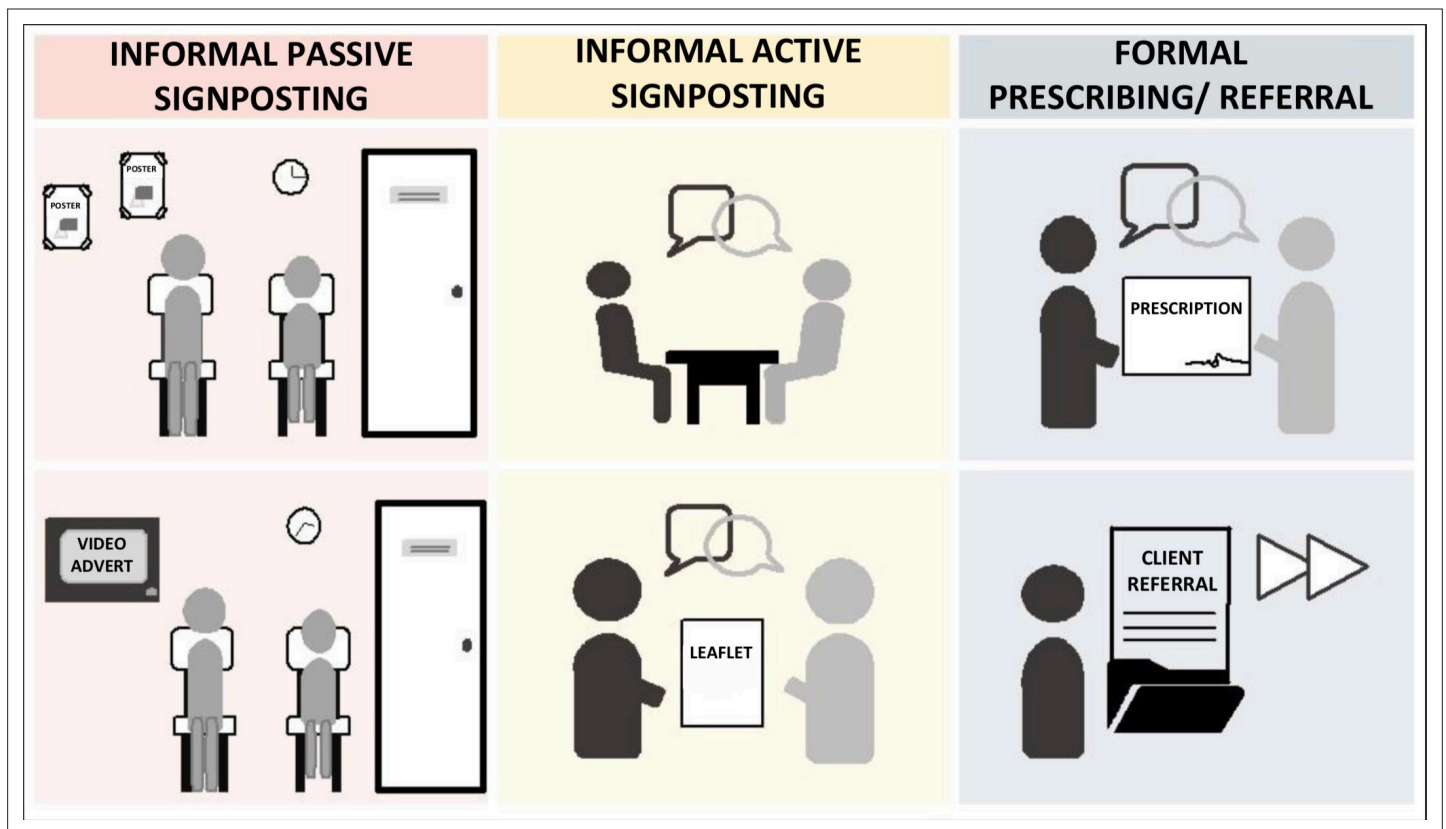 INFORMAL PASSIVE
SIGNPOSTING
INFORMAL ACTIVE
SIGNPOSTING
FORMAL
PRESCRIBING/ REFERRAL
POSTER
POSTER
PRESCRIPTION
VIDEO
ADVERT
LEAFLET
CLIENT
REFERRAL